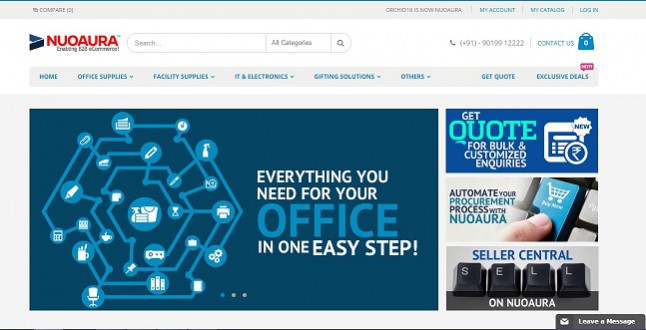 COMPARE (0)
ORCHID16 IS NOW NUOAURA
MY ACCOUNT
MY CATALOG
LOG IN
NUOAURA
Enabling B2B eCommerce!
Search...
All Categories
(+91) - 90199 12222
CONTACT US
0
HOME
OFFICE SUPPLIES
FACILITY SUPPLIES
IT & ELECTRONICS
GIFTING SOLUTIONS
OTHERS
GET QUOTE
EXCLUSIVE DEALS
HOT!
EVERYTHING YOU
NEED FOR YOUR
OFFICE
IN ONE EASY STEP!
GET
QUOTE
FOR BULK &
CUSTOMIZED
ENQUIRIES
NEW
AUTOMATE YOUR
PROCUREMENT
PROCESS WITH
NUOAURA
Buy Now
SELLER CENTRAL
S E L L
ON NUOAURA
Leave a Message